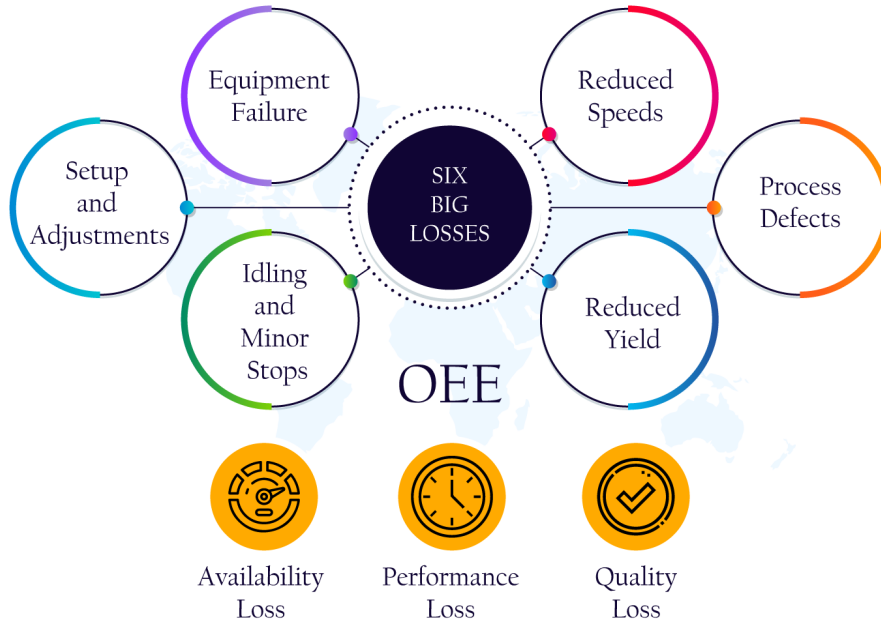 Equipment
Failure
Reduced
Speeds
Setup
and
Adjustments
SIX
BIG
LOSSES
Process
Defects
Idling
and
Minor
Stops
Reduced
Yield
OEE
Availability
Loss
Performance
Loss
Quality
Loss